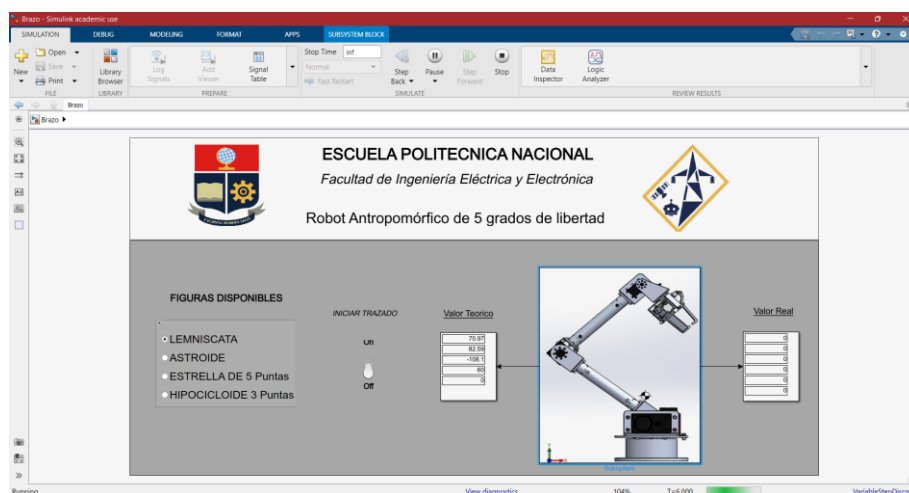 Brazo - Simulink academic use
SIMULATION DEBUG MODELING FORMAT APPS SUBSYSTEM BLOCK
New
Open
Save
Print
FILE
Library Browser
LIBRARY
Log Signals
Add Viewer
Signal Table
PREPARE
Stop Time inf
Normal
Fast Restart
Step Back
Pause
Step Forward
Stop
SIMULATE
Data Inspector
Logic Analyzer
REVIEW RESULTS
Brazo
Brazo
ESCUELA POLITECNICA NACIONAL
Facultad de Ingeniería Eléctrica y Electrónica
Robot Antropomórfico de 5 grados de libertad
FIGURAS DISPONIBLES
LEMNISCATA
ASTROIDE
ESTRELLA DE 5 Puntas
HIPOCICLOIDE 3 Puntas
INICIAR TRAZADO
On
Off
Valor Teorico
70.97
82.59
-108.1
60
0
Y
X
Subsystem
Valor Real
0
0
0
0
0
0
Running
View diagnostics
104%
T=6.000